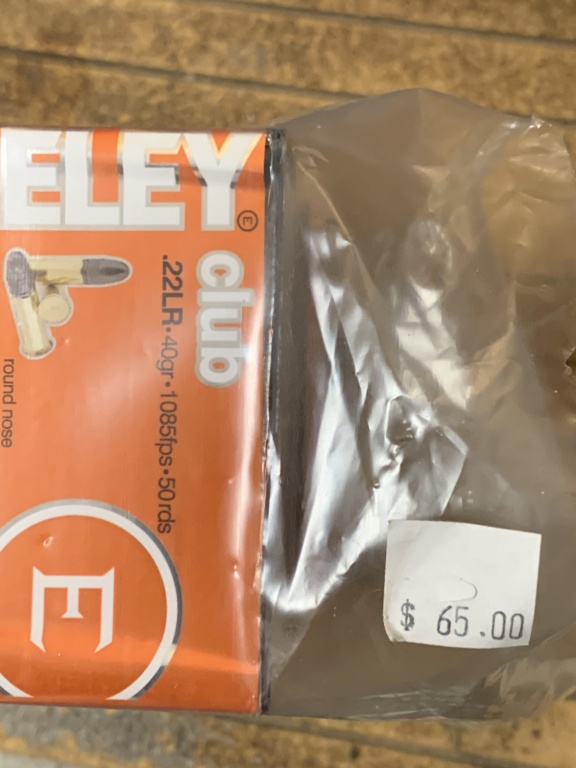 ELEY
club
.22LR•40gr•1085fps•50rds
round nose
E
$ 65.00